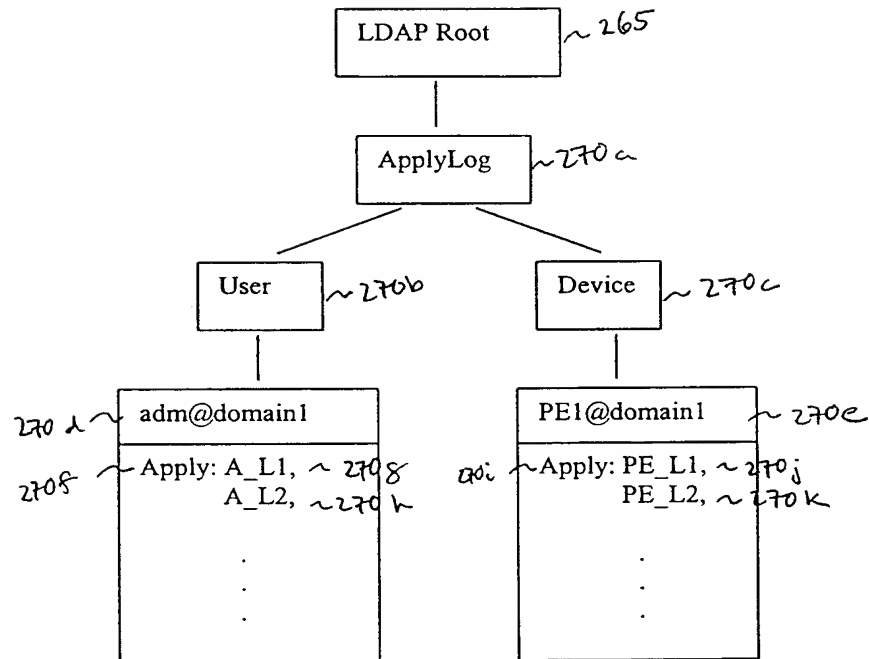 LDAP Root ~ 265
ApplyLog ~270a
User ~270b
Device ~ 270c
270d ~ adm@domain1
PE1@domain1 ~ 270e
270f ~ Apply: A_L1, ~ 270g
270i ~ Apply: PE_L1, ~ 270j
A_L2, ~270h
PE_L2, ~ 270k